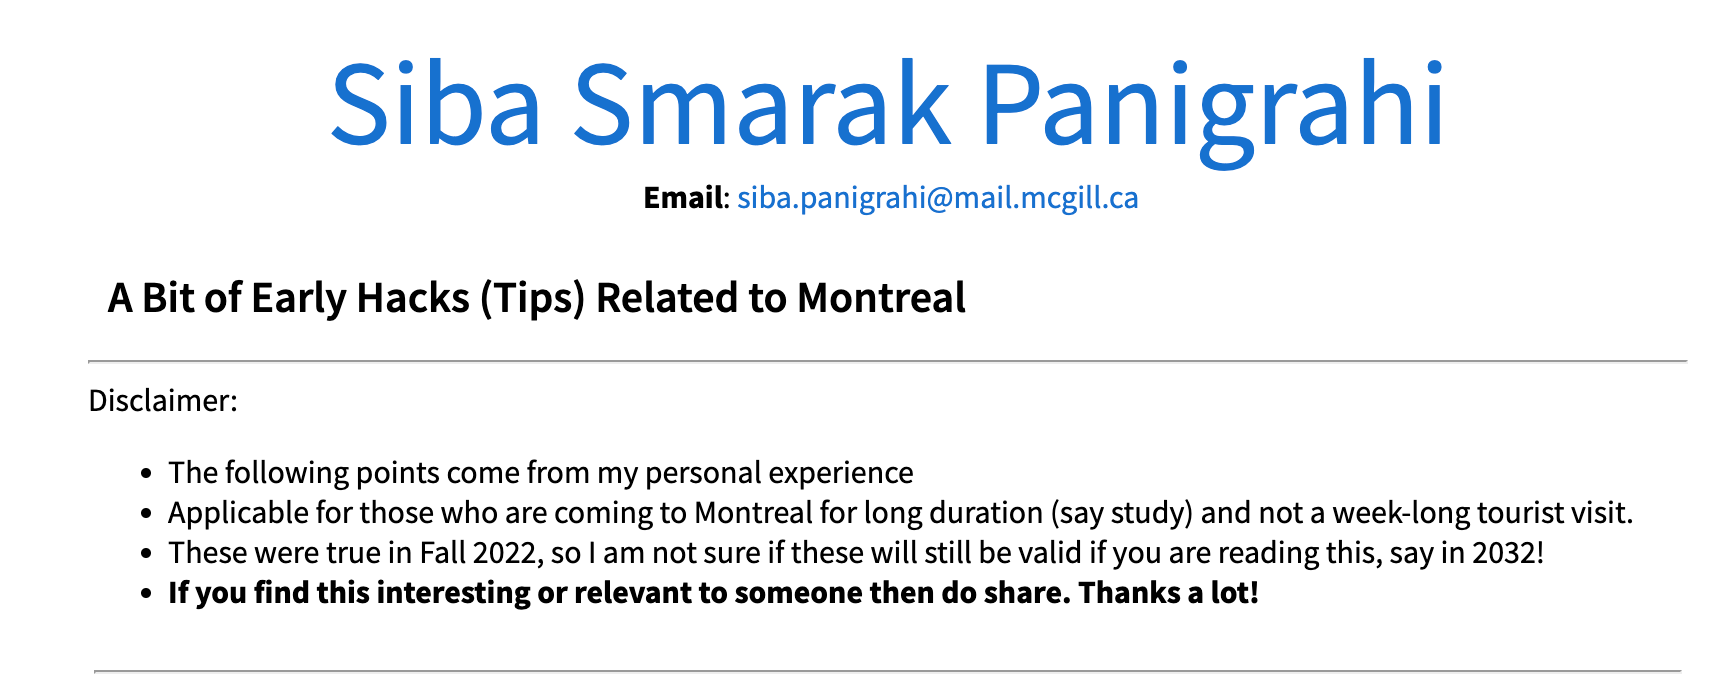 Siba Smarak Panigrahi
Email: siba.panigrahi@mail.mcgill.ca
A Bit of Early Hacks (Tips) Related to Montreal
Disclaimer:
• The following points come from my personal experience
• Applicable for those who are coming to Montreal for long duration (say study) and not a week-long tourist visit.
• These were true in Fall 2022, so I am not sure if these will still be valid if you are reading this, say in 2032!
• If you find this interesting or relevant to someone then do share. Thanks a lot!